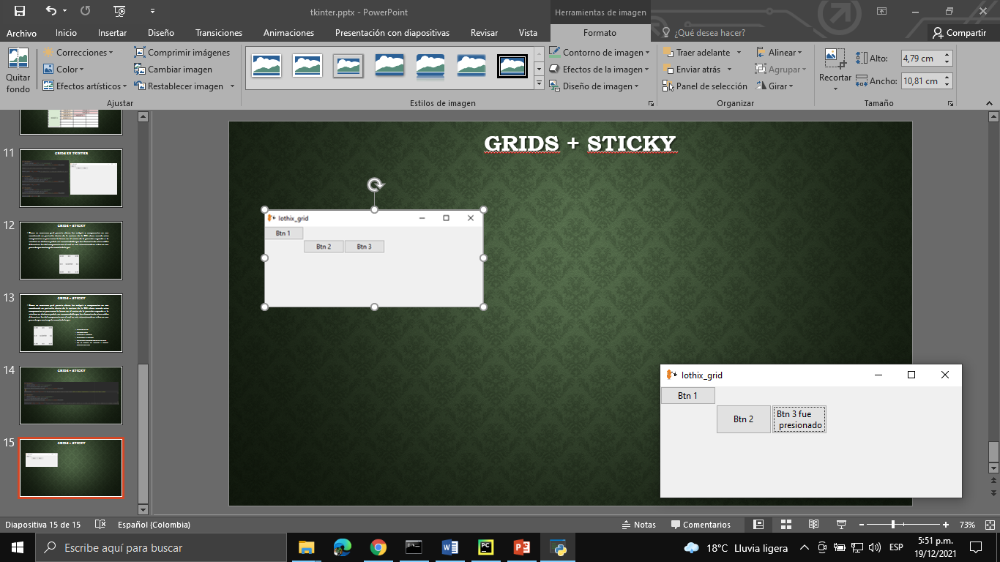 tkinter.pptx - PowerPoint
Herramientas de imagen
Archivo
Inicio
Insertar
Diseño
Transiciones
Animaciones
Presentación con diapositivas
Revisar
Vista
Formato
¿Qué desea hacer?
Compartir
Quitar
fondo
Correcciones
Color
Efectos artísticos
Comprimir imágenes
Cambiar imagen
Restablecer imagen
Ajustar
Estilos de imagen
Contorno de imagen
Efectos de la imagen
Diseño de imagen
Traer adelante
Enviar atrás
Panel de selección
Alinear
Agrupar
Girar
Organizar
Recortar
Alto:
4,79 cm
Ancho:
10,81 cm
Tamaño
11
GRIDS EN TKINTER
12
GRIDS + STICKY
13
GRIDS + STICKY
14
GRIDS + STICKY
15
GRIDS + STICKY
GRIDS + STICKY
lothix_grid
Btn 1
Btn 2
Btn 3
lothix_grid
Btn 1
Btn 2
Btn 3 fue
presionado
Diapositiva 15 de 15
Español (Colombia)
Notas
Comentarios
73%
Escribe aquí para buscar
18°C Lluvia ligera
ESP
5:51 p.m.
19/12/2021